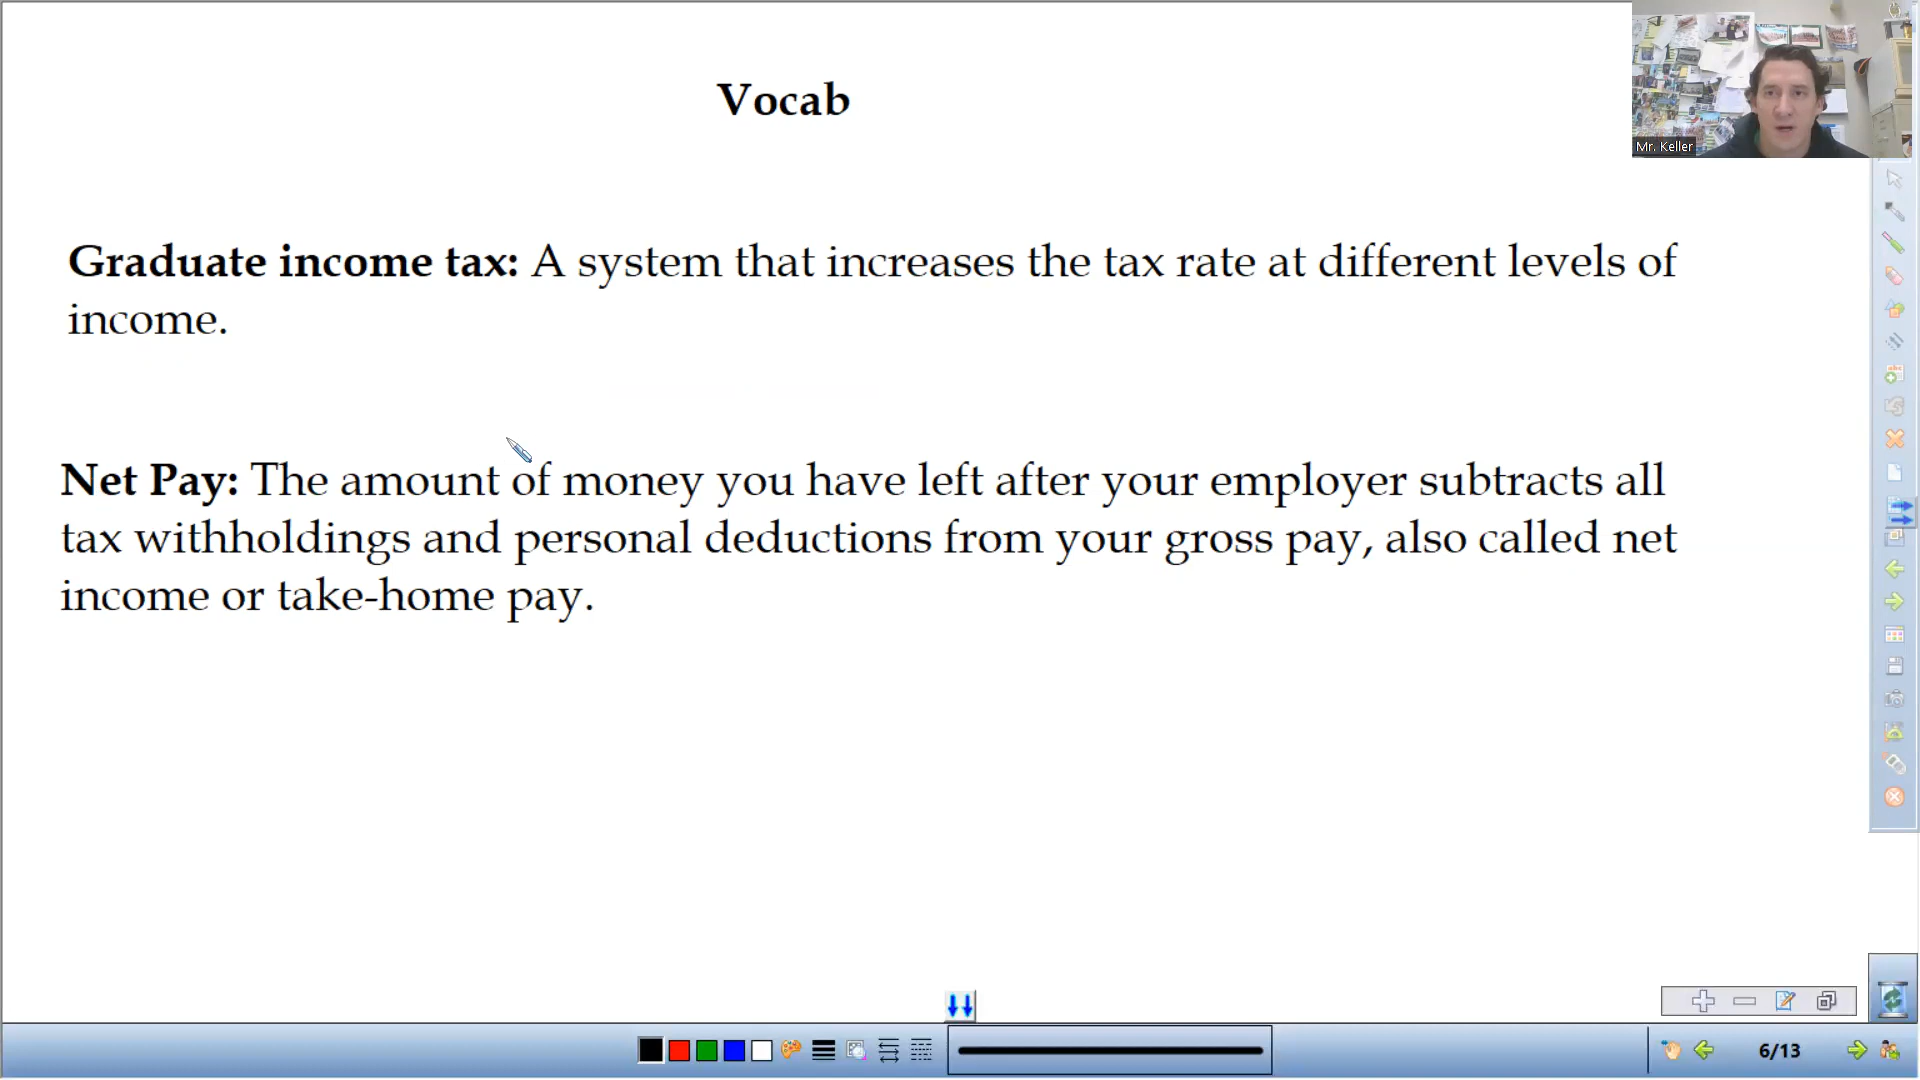 Vocab
Mr. Keller
Graduate income tax: A system that increases the tax rate at different levels of
income.
Net Pay: The amount of money you have left after your employer subtracts all
tax withholdings and personal deductions from your gross pay, also called net
income or take-home pay.
6/13